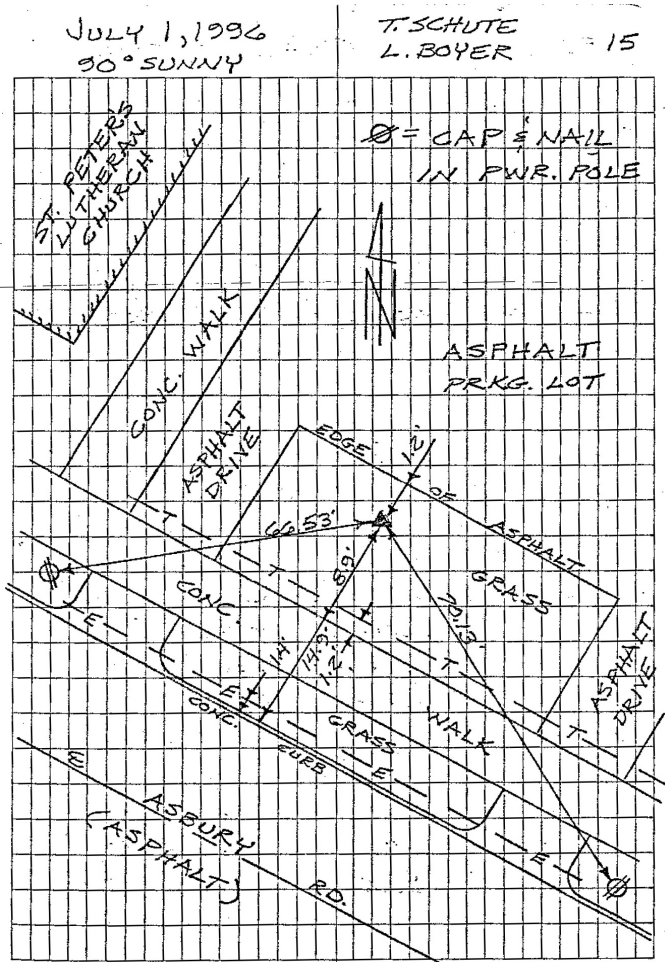 JULY 1, 1996
90° SUNNY
T. SCHUTE
L. BOYER
15
Ø = CAP & NAIL
IN PWR. POLE
ST. PETER'S
LUTHERAN
CHURCH
CONC. WALK
ASPHALT
PRKG. LOT
ASPHALT
DRIVE
EDGE OF ASPHALT
1.2'
66.53'
8.9'
GRASS
70.13'
T
T
T
T
T
CONC. WALK
14.9'
1.2'
1.4'
ASPHALT
DRIVE
E
E
E
E
E
GRASS
CONC. CURB
ASBURY RD.
(ASPHALT)